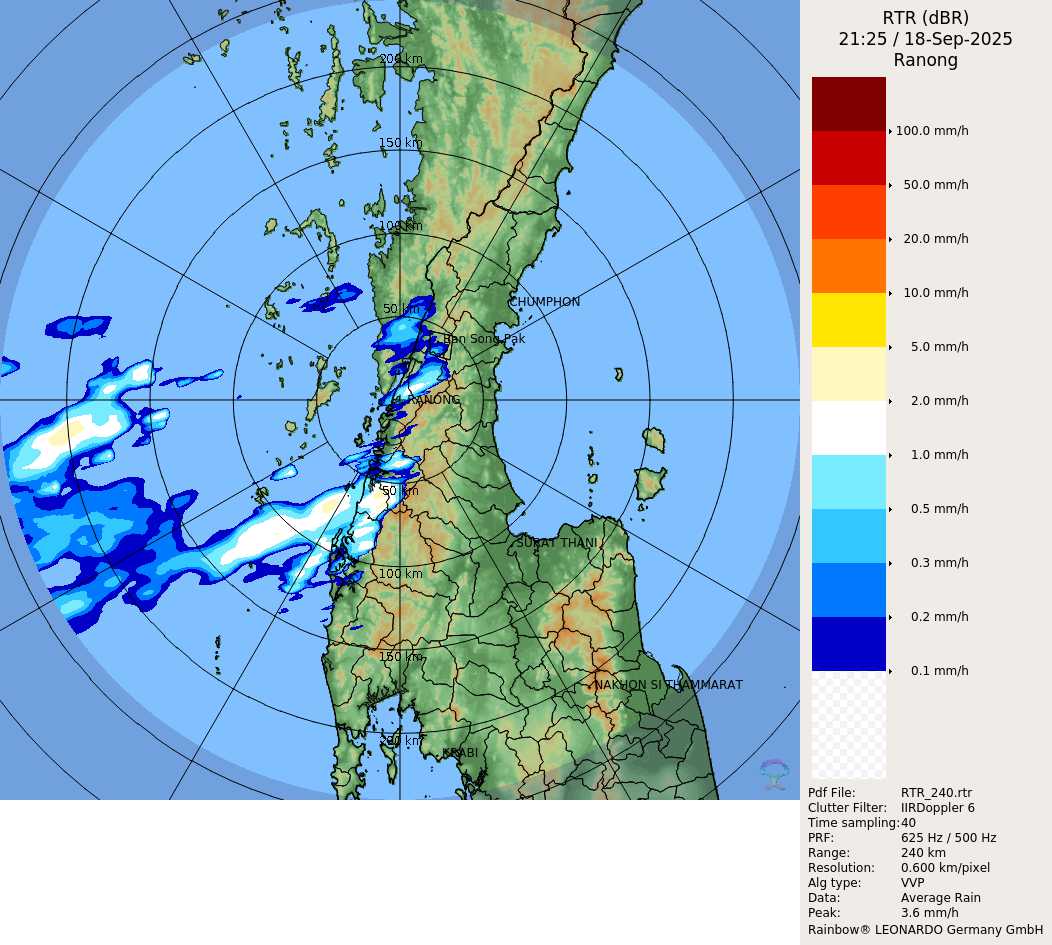 RTR (dBR)
21:25 / 18-Sep-2025
Ranong
100.0 mm/h
50.0 mm/h
20.0 mm/h
10.0 mm/h
5.0 mm/h
2.0 mm/h
1.0 mm/h
0.5 mm/h
0.3 mm/h
0.2 mm/h
0.1 mm/h
Pdf File: RTR_240.rtr
Clutter Filter: IIRDoppler 6
Time sampling: 40
PRF: 625 Hz / 500 Hz
Range: 240 km
Resolution: 0.600 km/pixel
Alg type: VVP
Data: Average Rain
Peak: 3.6 mm/h
Rainbow® LEONARDO Germany GmbH
200 km
150 km
100 km
CHUMPHON
50 km
Ban Song Pak
RANONG
50 km
SURAT THANI
100 km
150 km
NAKHON SI THAMMARAT
200 km
KRABI